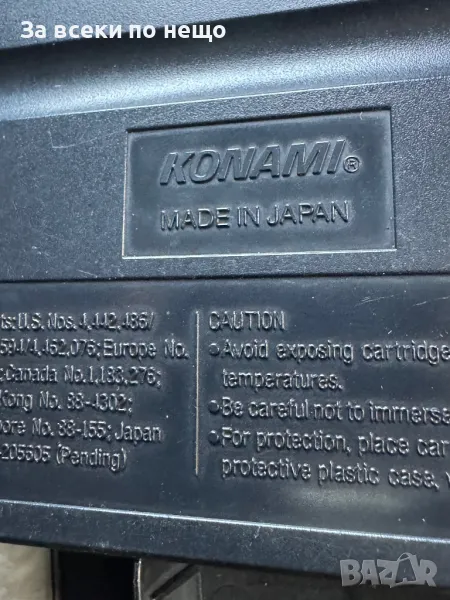 За всеки по нещо
KONAMI®
MADE IN JAPAN
ts: U.S. Nos. 4,442,486/
594/4,462,076; Europe No.
Canada No. 1,183,276;
Kong No. 88-4302;
ore No. 88-155; Japan
-205605 (Pending)
CAUTION
•Avoid exposing cartridge
temperatures.
•Be careful not to immerse
•For protection, place car
protective plastic case,
BAZAR